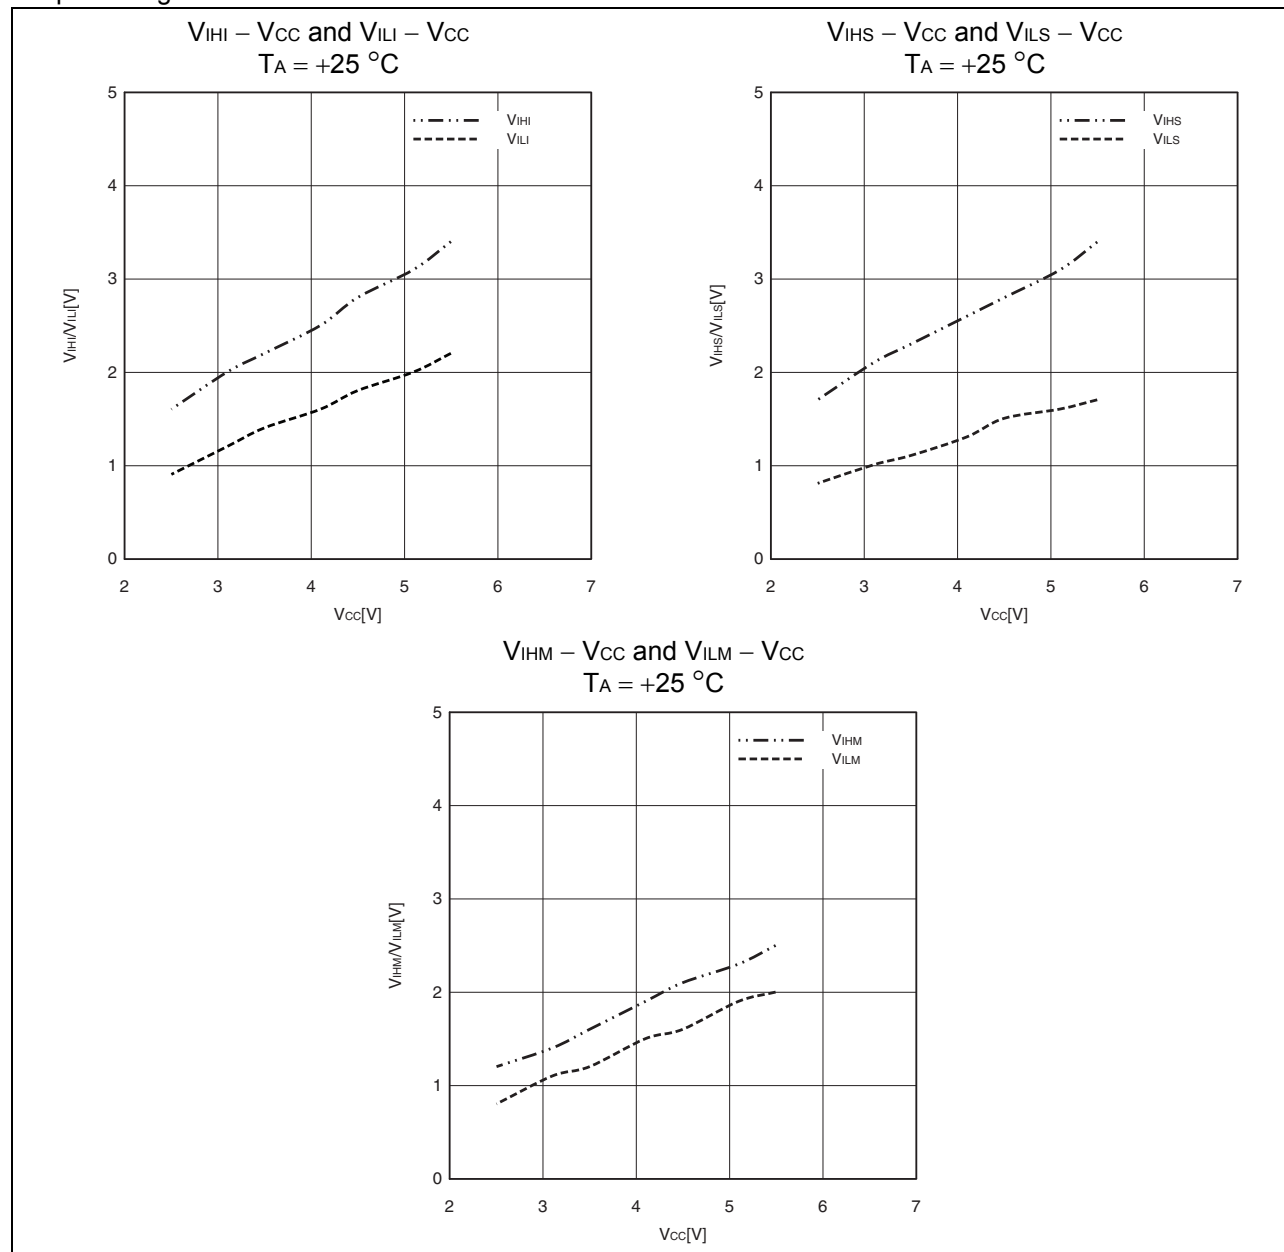 VIHI – VCC and VILI – VCC
TA = +25 °C
5
4
3
2
1
0
VIHI
VILI
VIHI/VILI[V]
2 3 4 5 6 7
VCC[V]
VIHS – VCC and VILS – VCC
TA = +25 °C
5
4
3
2
1
0
VIHS
VILS
VIHS/VILS[V]
2 3 4 5 6 7
VCC[V]
VIHM – VCC and VILM – VCC
TA = +25 °C
5
4
3
2
1
0
VIHM
VILM
VIHM/VILM[V]
2 3 4 5 6 7
VCC[V]